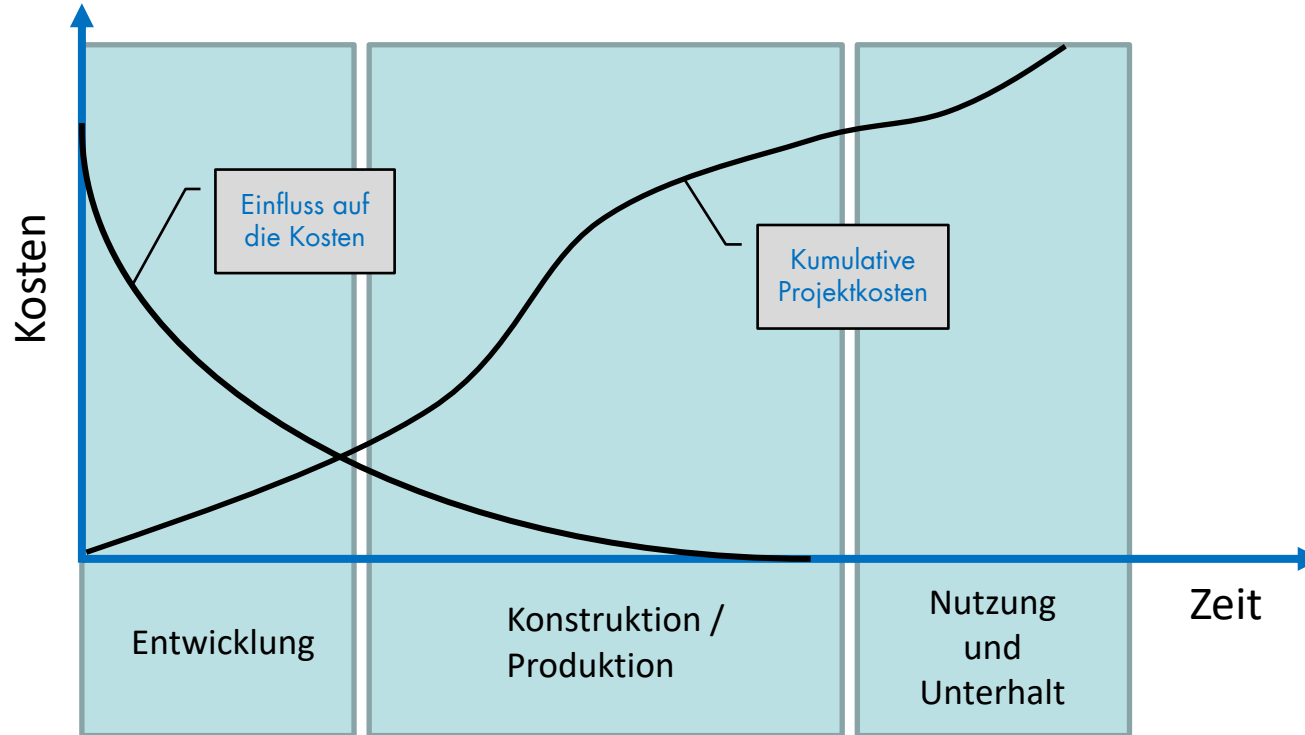 Kosten
Einfluss auf
die Kosten
Kumulative
Projektkosten
Zeit
Entwicklung
Konstruktion /
Produktion
Nutzung
und
Unterhalt